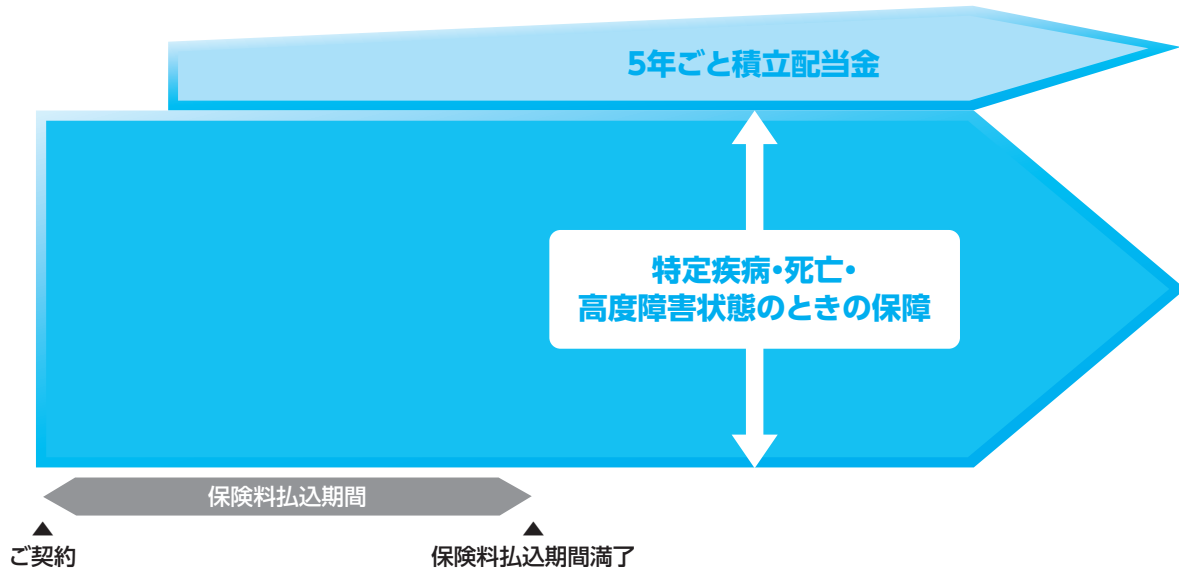 5年ごと積立配当金
特定疾病・死亡・
高度障害状態のときの保障
保険料払込期間
▲
▲
ご契約
保険料払込期間満了